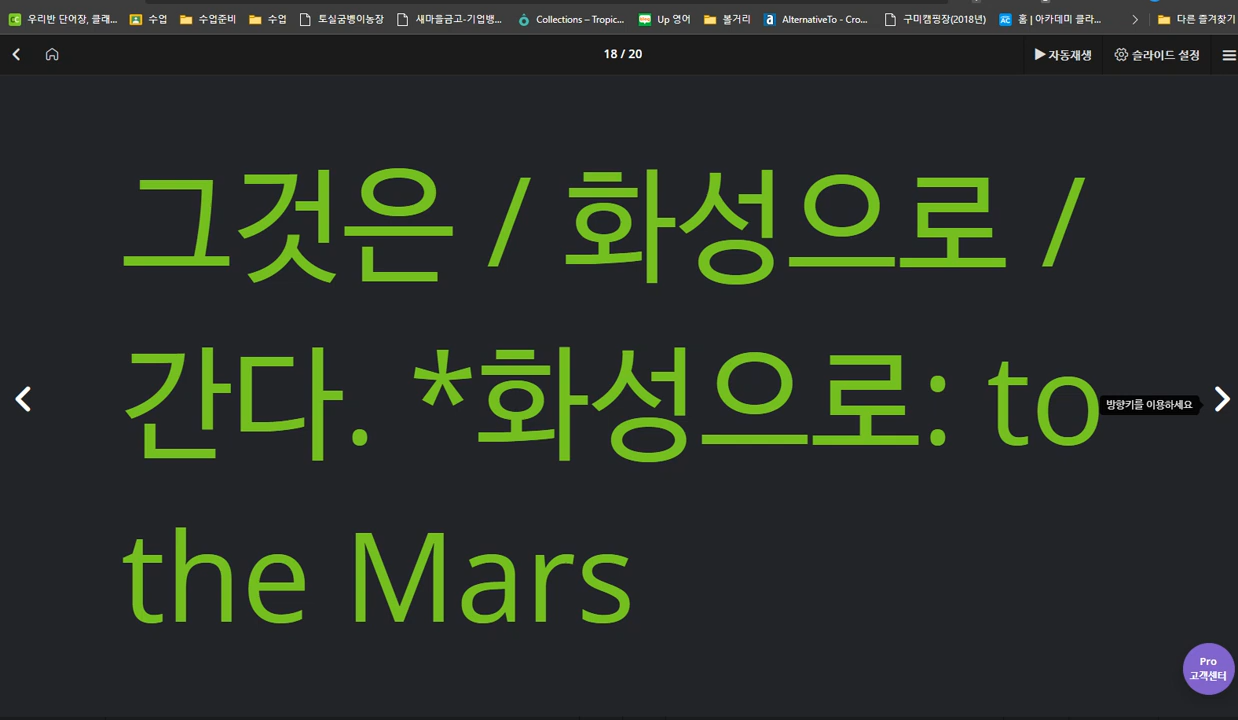 우리반 단어장, 클래... 수업 수업준비 수업 토실굼벵이농장 새마을금고-기업뱅... Collections – Tropic... Up 영어 볼거리 AlternativeTo - Cro... 구미캠핑장(2018년) 홈 | 아카데미 클라... 다른 즐겨찾기
18 / 20 자동재생 슬라이드 설정
그것은 / 화성으로 /
간다. *화성으로: to
방향키를 이용하세요
the Mars
Pro
고객센터